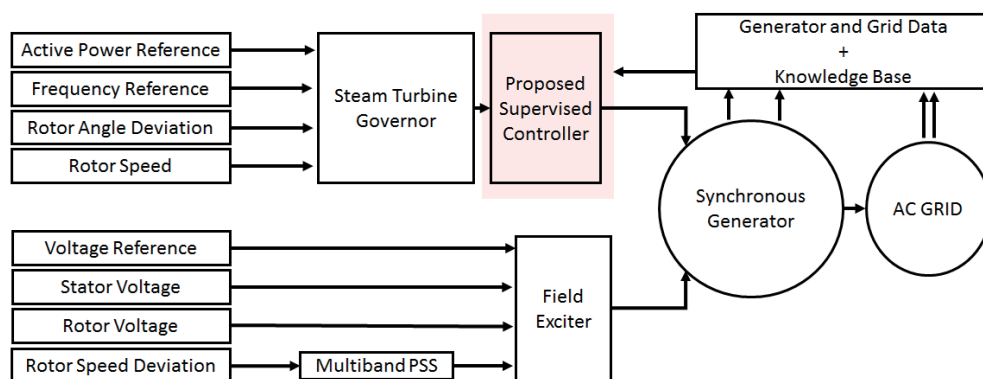 Active Power Reference
Frequency Reference
Rotor Angle Deviation
Rotor Speed
Steam Turbine
Governor
Proposed
Supervised
Controller
Generator and Grid Data
+
Knowledge Base
Synchronous
Generator
AC GRID
Voltage Reference
Stator Voltage
Rotor Voltage
Rotor Speed Deviation
Multiband PSS
Field
Exciter